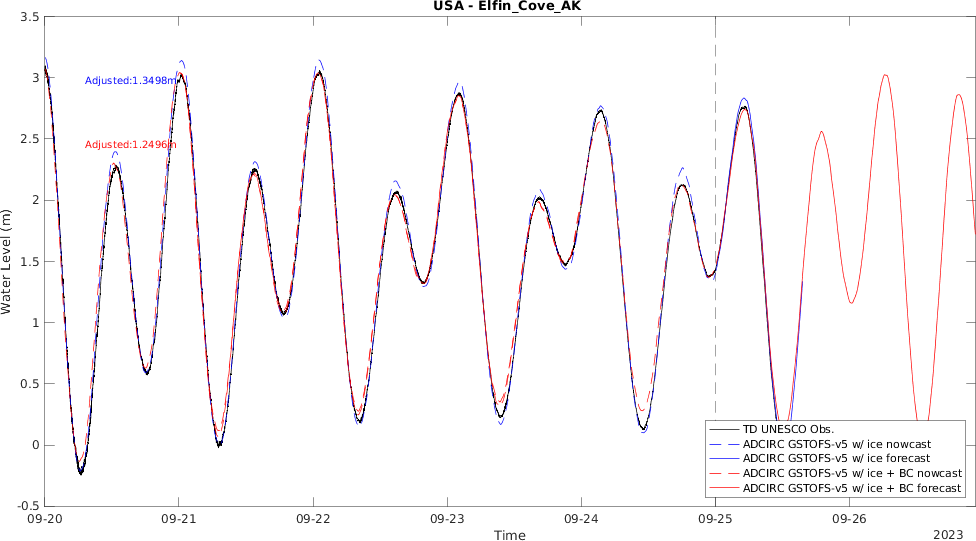 USA - Elfin_Cove_AK
3.5
3
2.5
2
1.5
1
0.5
0
-0.5
Water Level (m)
Adjusted:1.3498m
Adjusted:1.2496m
TD UNESCO Obs.
ADCIRC GSTOFS-v5 w/ ice nowcast
ADCIRC GSTOFS-v5 w/ ice forecast
ADCIRC GSTOFS-v5 w/ ice + BC nowcast
ADCIRC GSTOFS-v5 w/ ice + BC forecast
09-20 09-21 09-22 09-23 09-24 09-25 09-26
Time
2023